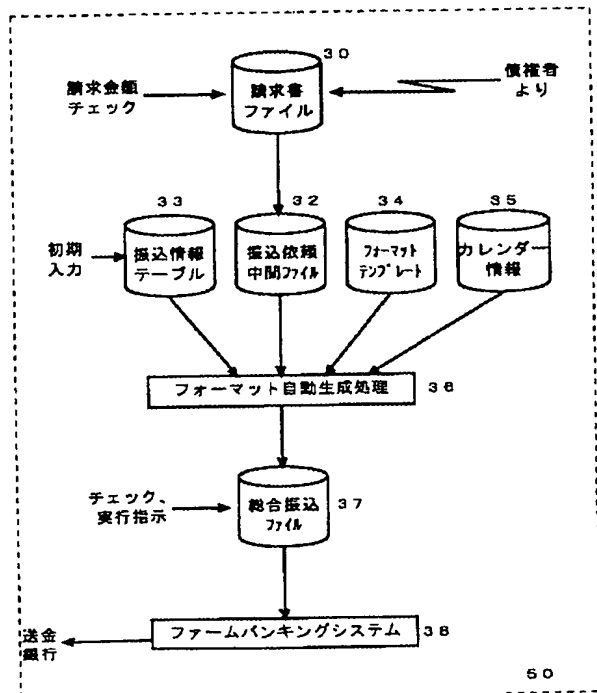 30
請求金額
チェック
請求書
ファイル
債権者
より
33
32
34
35
初期
入力
振込情報
テーブル
振込依頼
中間ファイル
フォーマット
テンプレート
カレンダー
情報
フォーマット自動生成処理
36
チェック、
実行指示
総合振込
ファイル
37
送金
銀行
ファームバンキングシステム
38
50